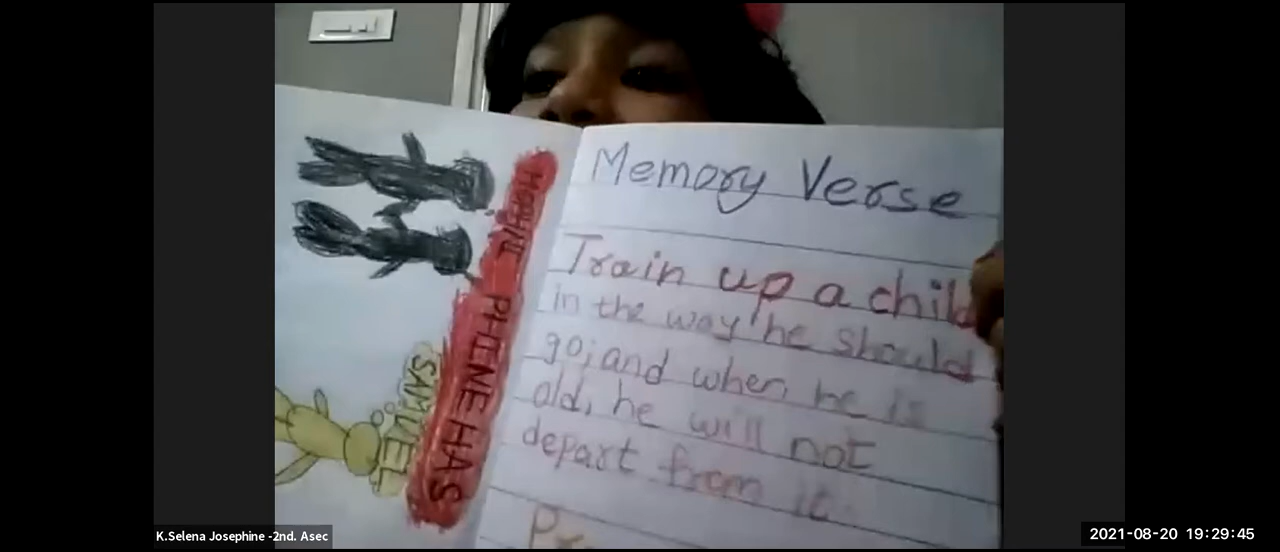 Memory Verse
Train up a child
in the way he should
go; and when he is
old, he will not
depart from it.
PHINE HAS
SAMUEL
K.Selena Josephine -2nd. Asec
2021-08-20 19:29:45